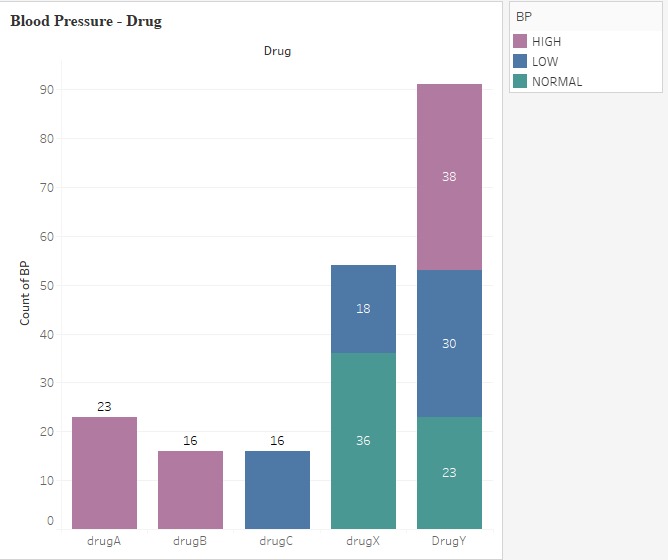 Blood Pressure - Drug
Drug
90
80
70
60
50
40
30
20
10
0
Count of BP
23
16
16
18
36
38
30
23
drugA
drugB
drugC
drugX
DrugY
BP
HIGH
LOW
NORMAL